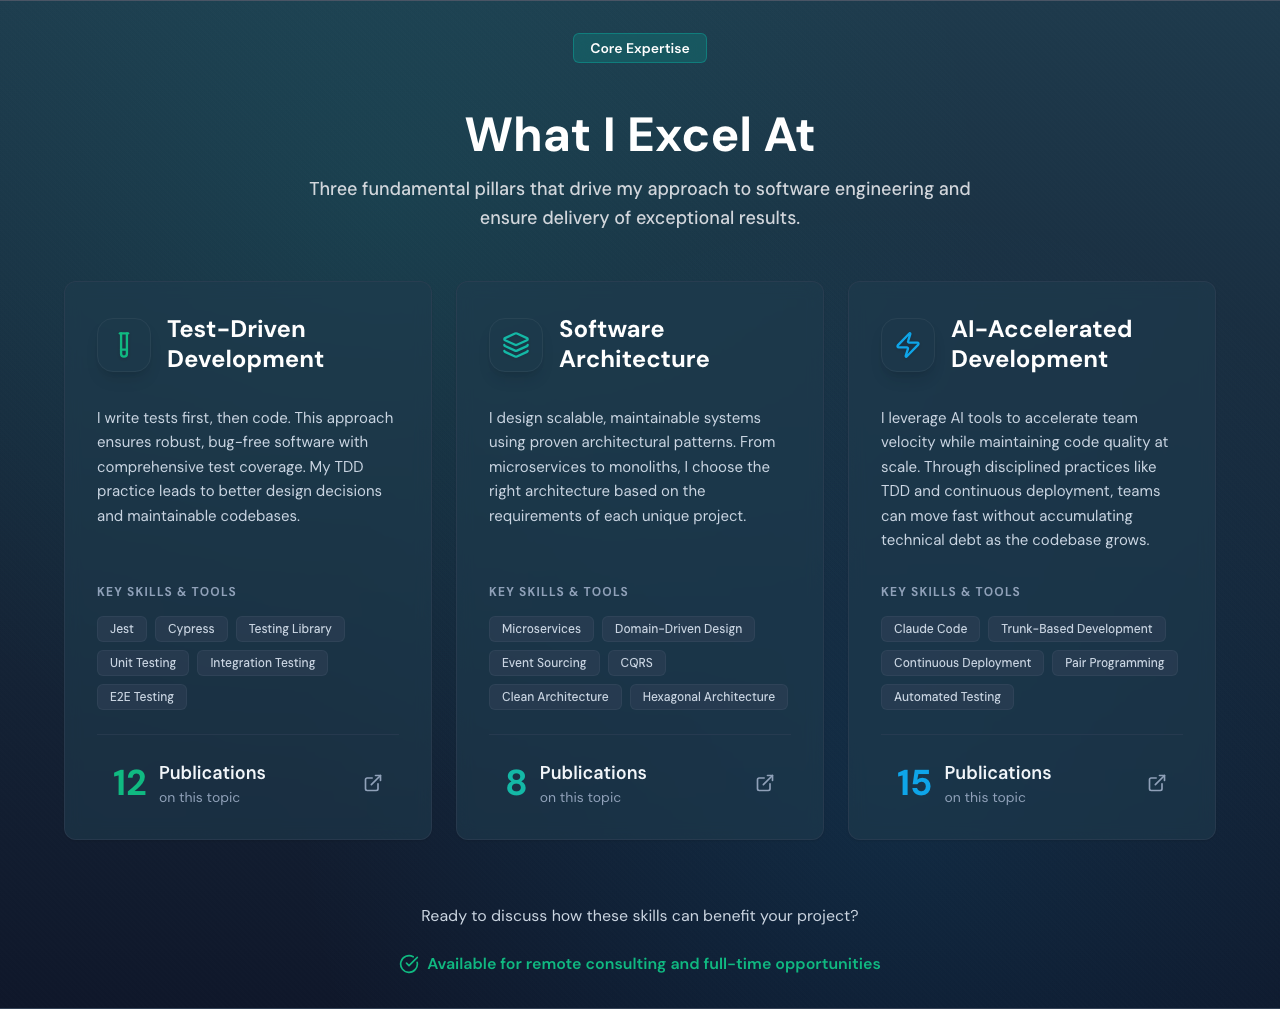 Core Expertise
What I Excel At
Three fundamental pillars that drive my approach to software engineering and
ensure delivery of exceptional results.
Test-Driven
Development
I write tests first, then code. This approach
ensures robust, bug-free software with
comprehensive test coverage. My TDD
practice leads to better design decisions
and maintainable codebases.
KEY SKILLS & TOOLS
Jest Cypress Testing Library
Unit Testing Integration Testing
E2E Testing
12 Publications
on this topic
Software
Architecture
I design scalable, maintainable systems
using proven architectural patterns. From
microservices to monoliths, I choose the
right architecture based on the
requirements of each unique project.
KEY SKILLS & TOOLS
Microservices Domain-Driven Design
Event Sourcing CQRS
Clean Architecture Hexagonal Architecture
8 Publications
on this topic
AI-Accelerated
Development
I leverage AI tools to accelerate team
velocity while maintaining code quality at
scale. Through disciplined practices like
TDD and continuous deployment, teams
can move fast without accumulating
technical debt as the codebase grows.
KEY SKILLS & TOOLS
Claude Code Trunk-Based Development
Continuous Deployment Pair Programming
Automated Testing
15 Publications
on this topic
Ready to discuss how these skills can benefit your project?
Available for remote consulting and full-time opportunities